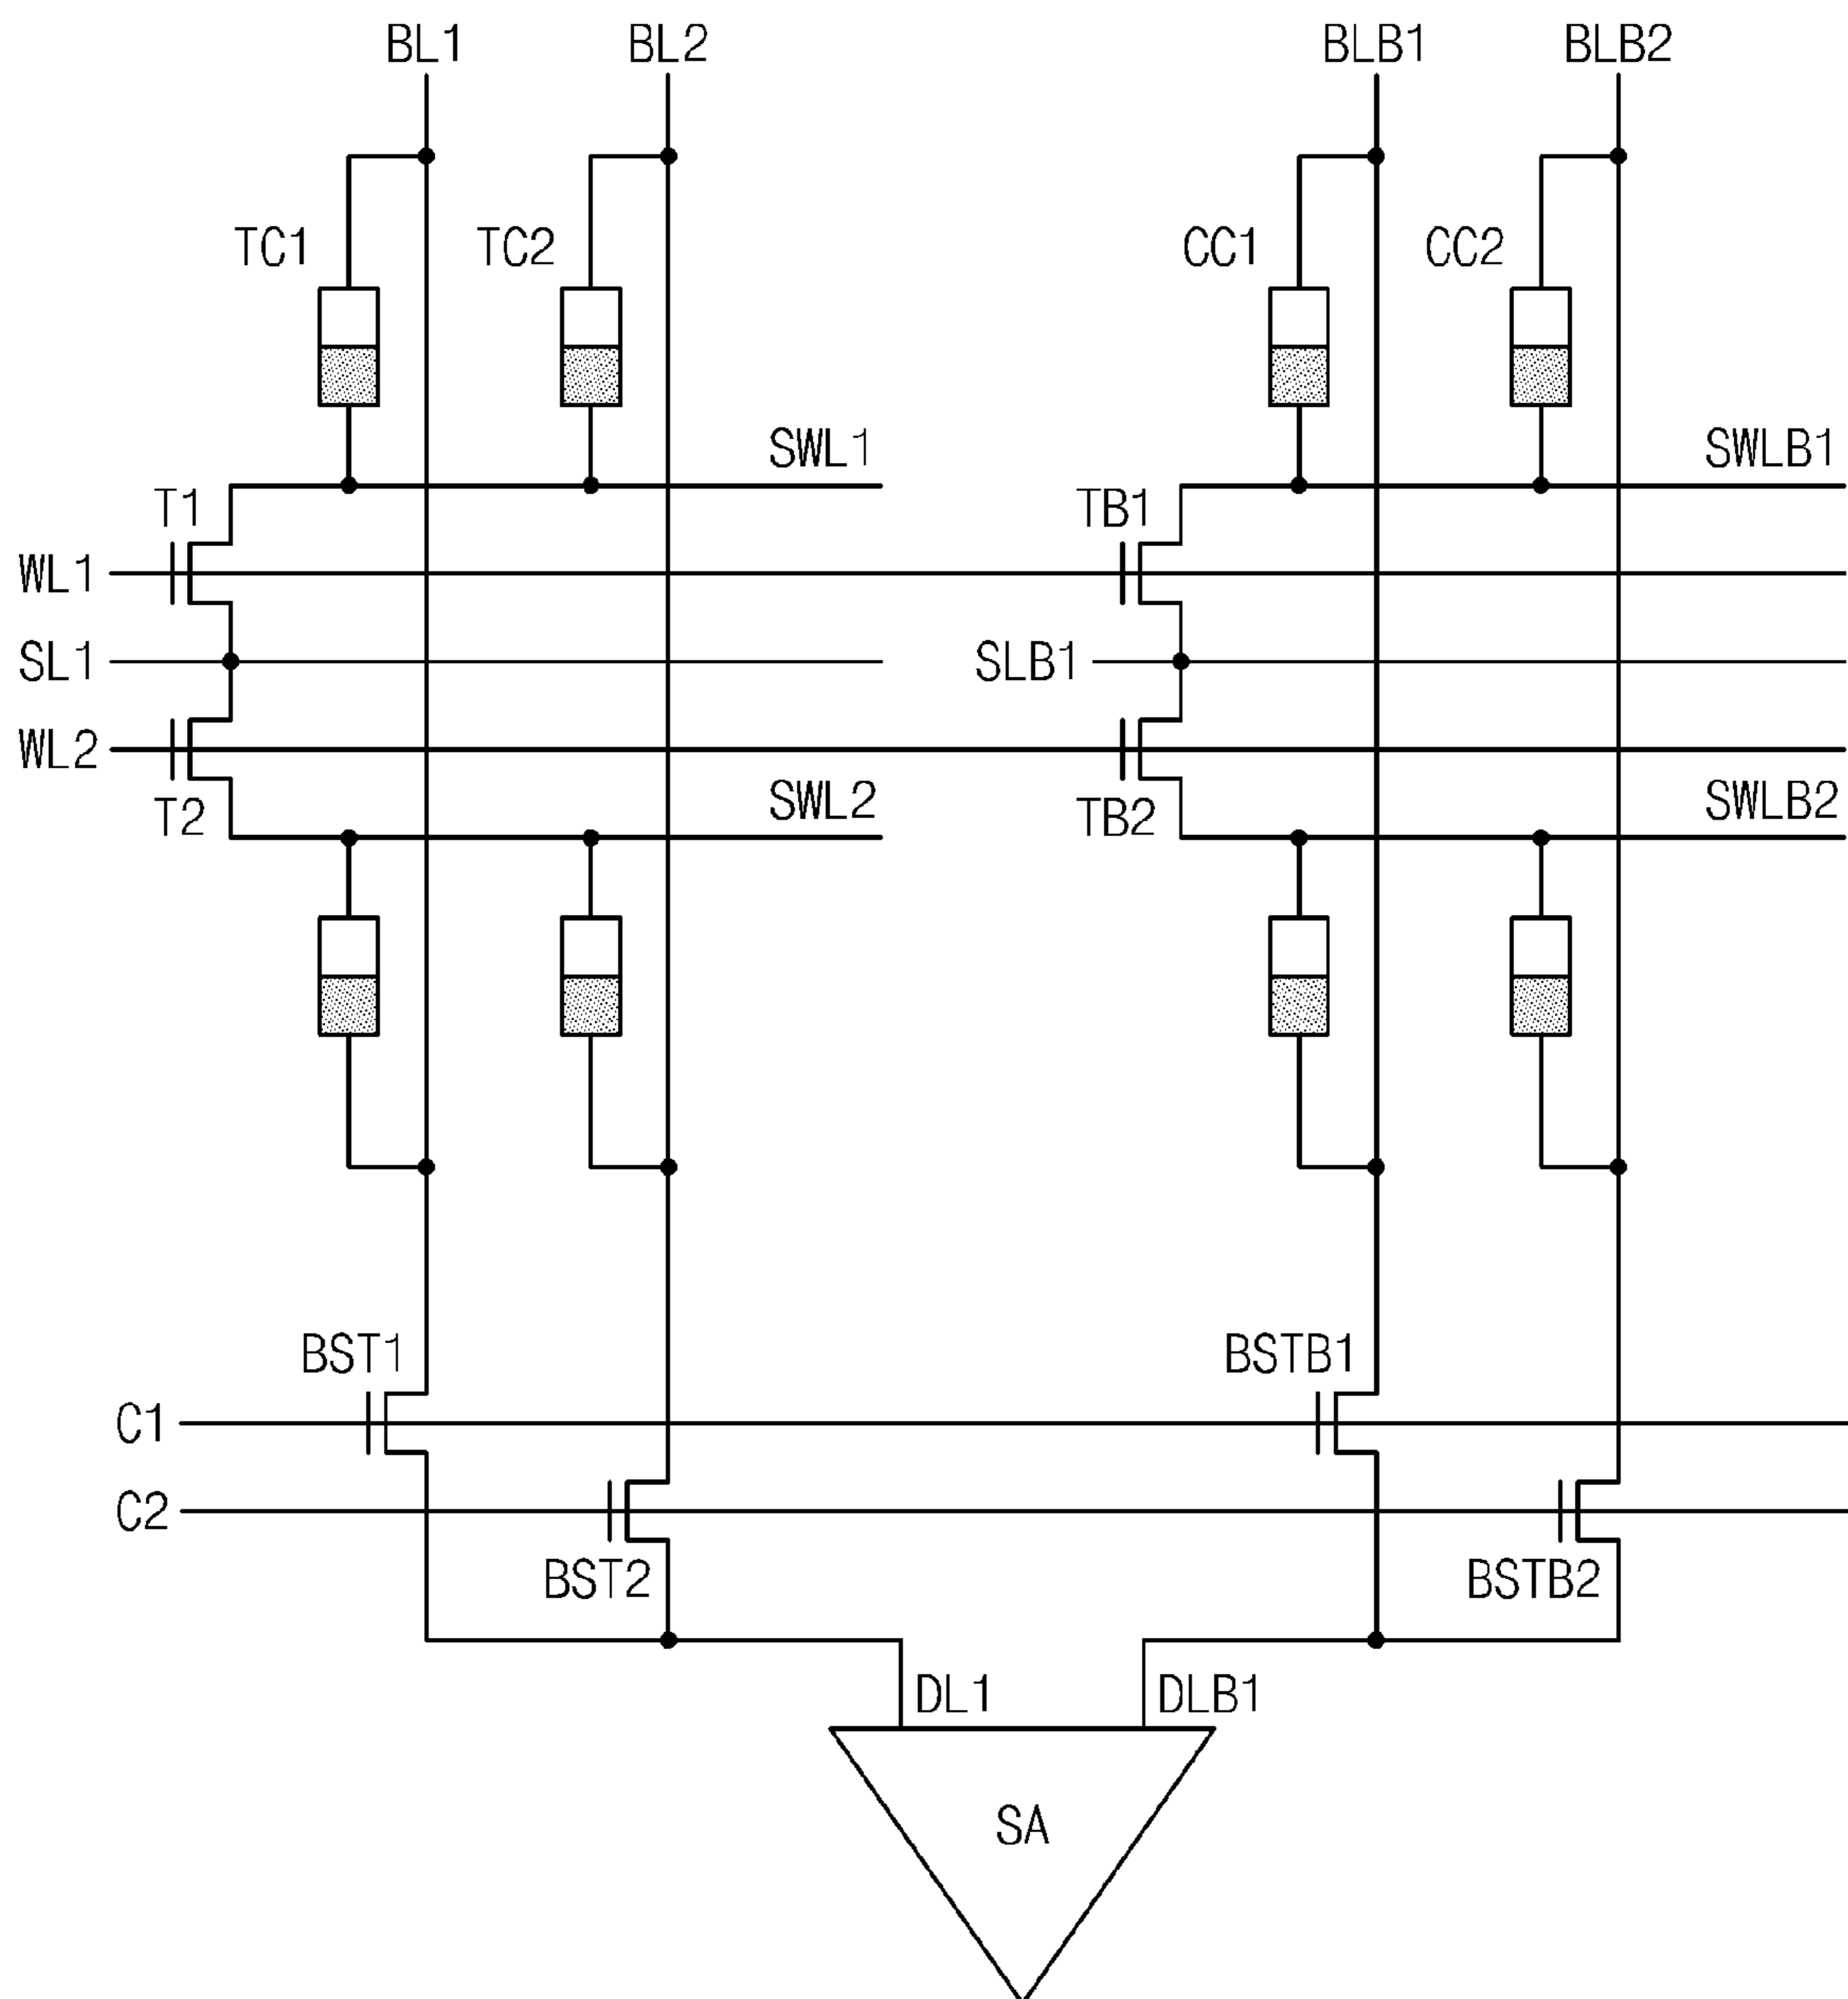 BL1 BL2 BLB1 BLB2
TC1 TC2 CC1 CC2
SWL1 SWLB1
T1 TB1
WL1
SL1 SLB1
WL2
T2 SWL2 TB2 SWLB2
BST1 BSTB1
C1
C2
BST2 BSTB2
DL1 DLB1
SA